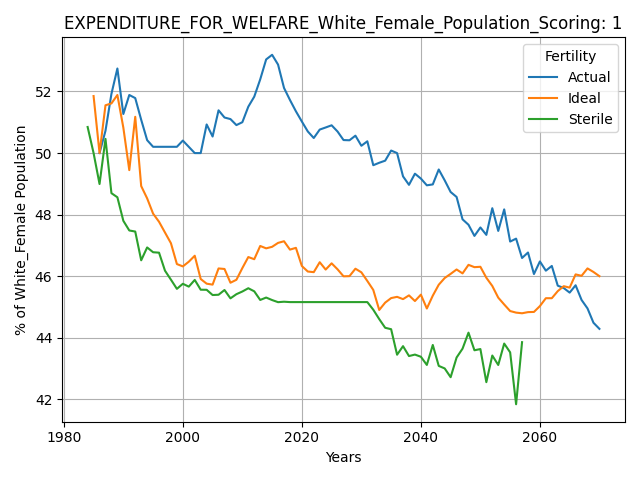 EXPENDITURE_FOR_WELFARE_White_Female_Population_Scoring: 1
Fertility
Actual
Ideal
Sterile
% of White_Female Population
52
50
48
46
44
42
1980
2000
2020
2040
2060
Years